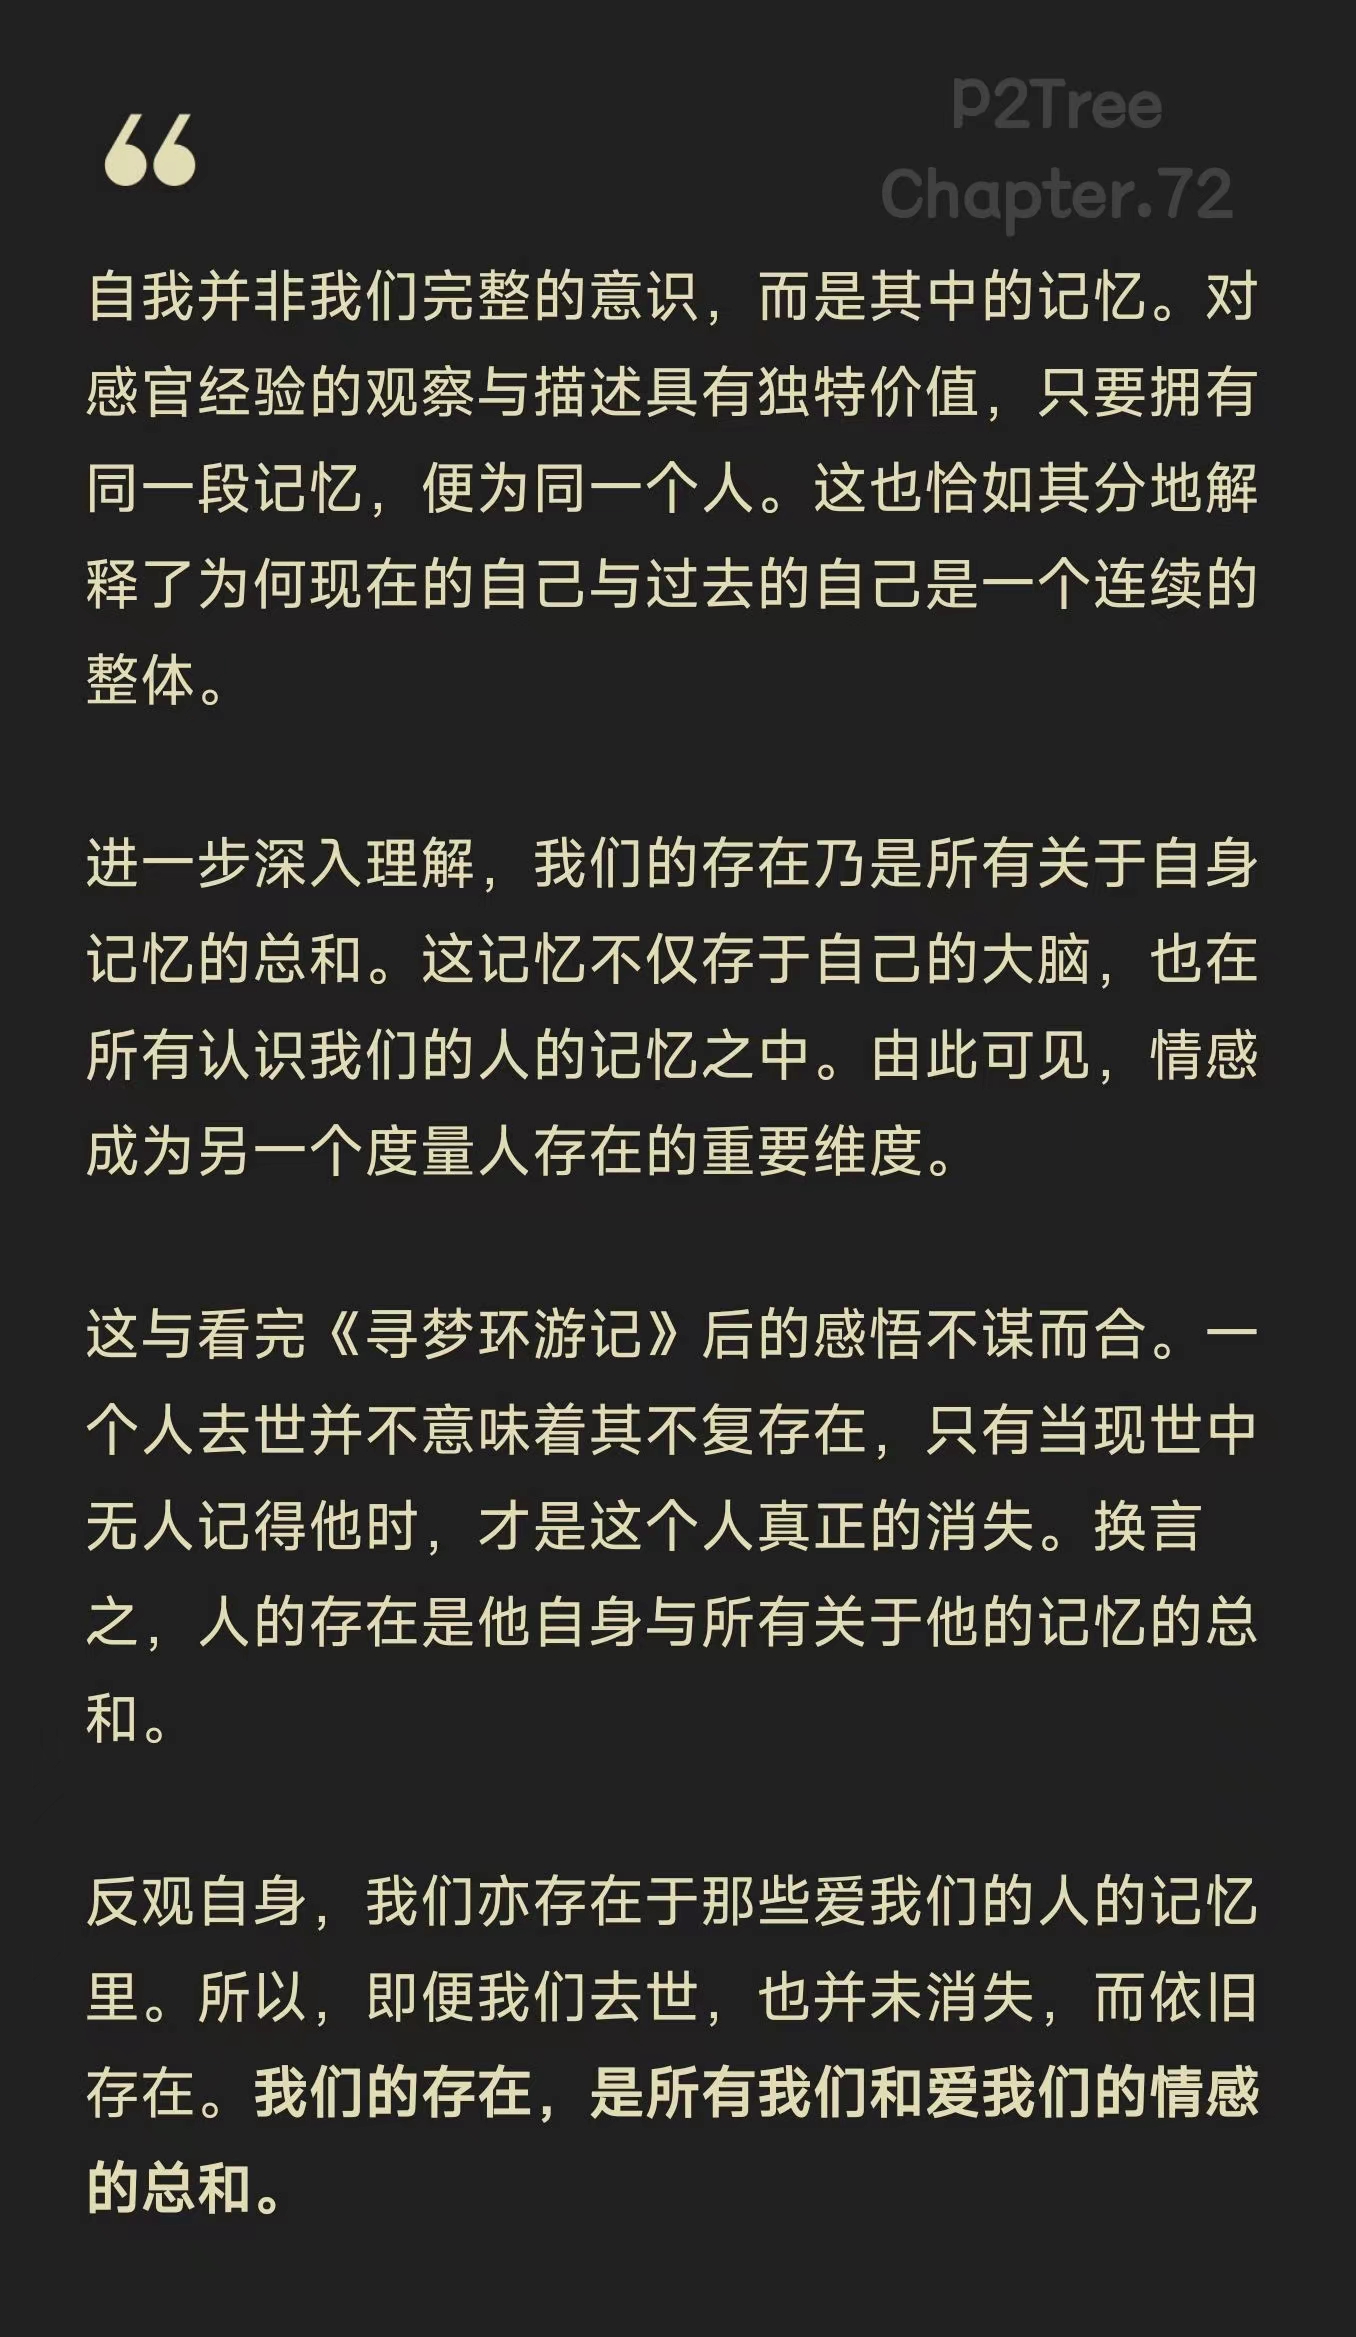 P2Tree
Chapter.72
自我并非我们完整的意识，而是其中的记忆。对
感官经验的观察与描述具有独特价值，只要拥有
同一段记忆，便为同一个人。这也恰如其分地解
释了为何现在的自己与过去的自己是一个连续的
整体。
进一步深入理解，我们的存在乃是所有关于自身
记忆的总和。这记忆不仅存于自己的大脑，也在
所有认识我们的人的记忆之中。由此可见，情感
成为另一个度量人存在的重要维度。
这与看完《寻梦环游记》后的感悟不谋而合。一
个人去世并不意味着其不复存在，只有当现世中
无人记得他时，才是这个人真正的消失。换言
之，人的存在是他自身与所有关于他的记忆的总
和。
反观自身，我们亦存在于那些爱我们的人的记忆
里。所以，即便我们去世，也并未消失，而依旧
存在。我们的存在，是所有我们和爱我们的情感
的总和。